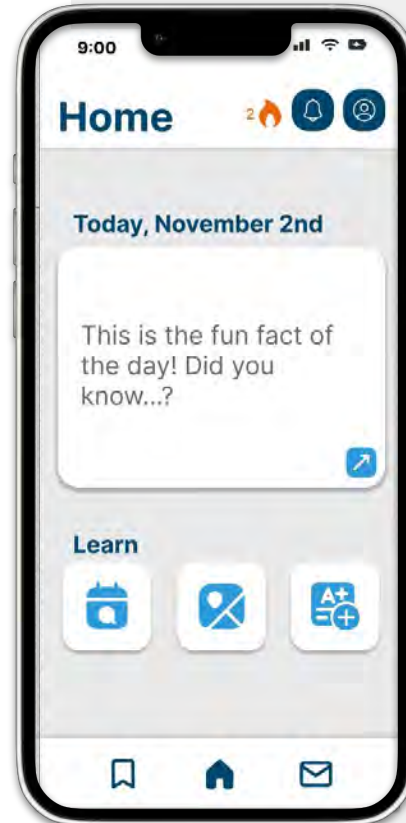 9:00
Home
2
Today, November 2nd
This is the fun fact of
the day! Did you
know...?
Learn
A+